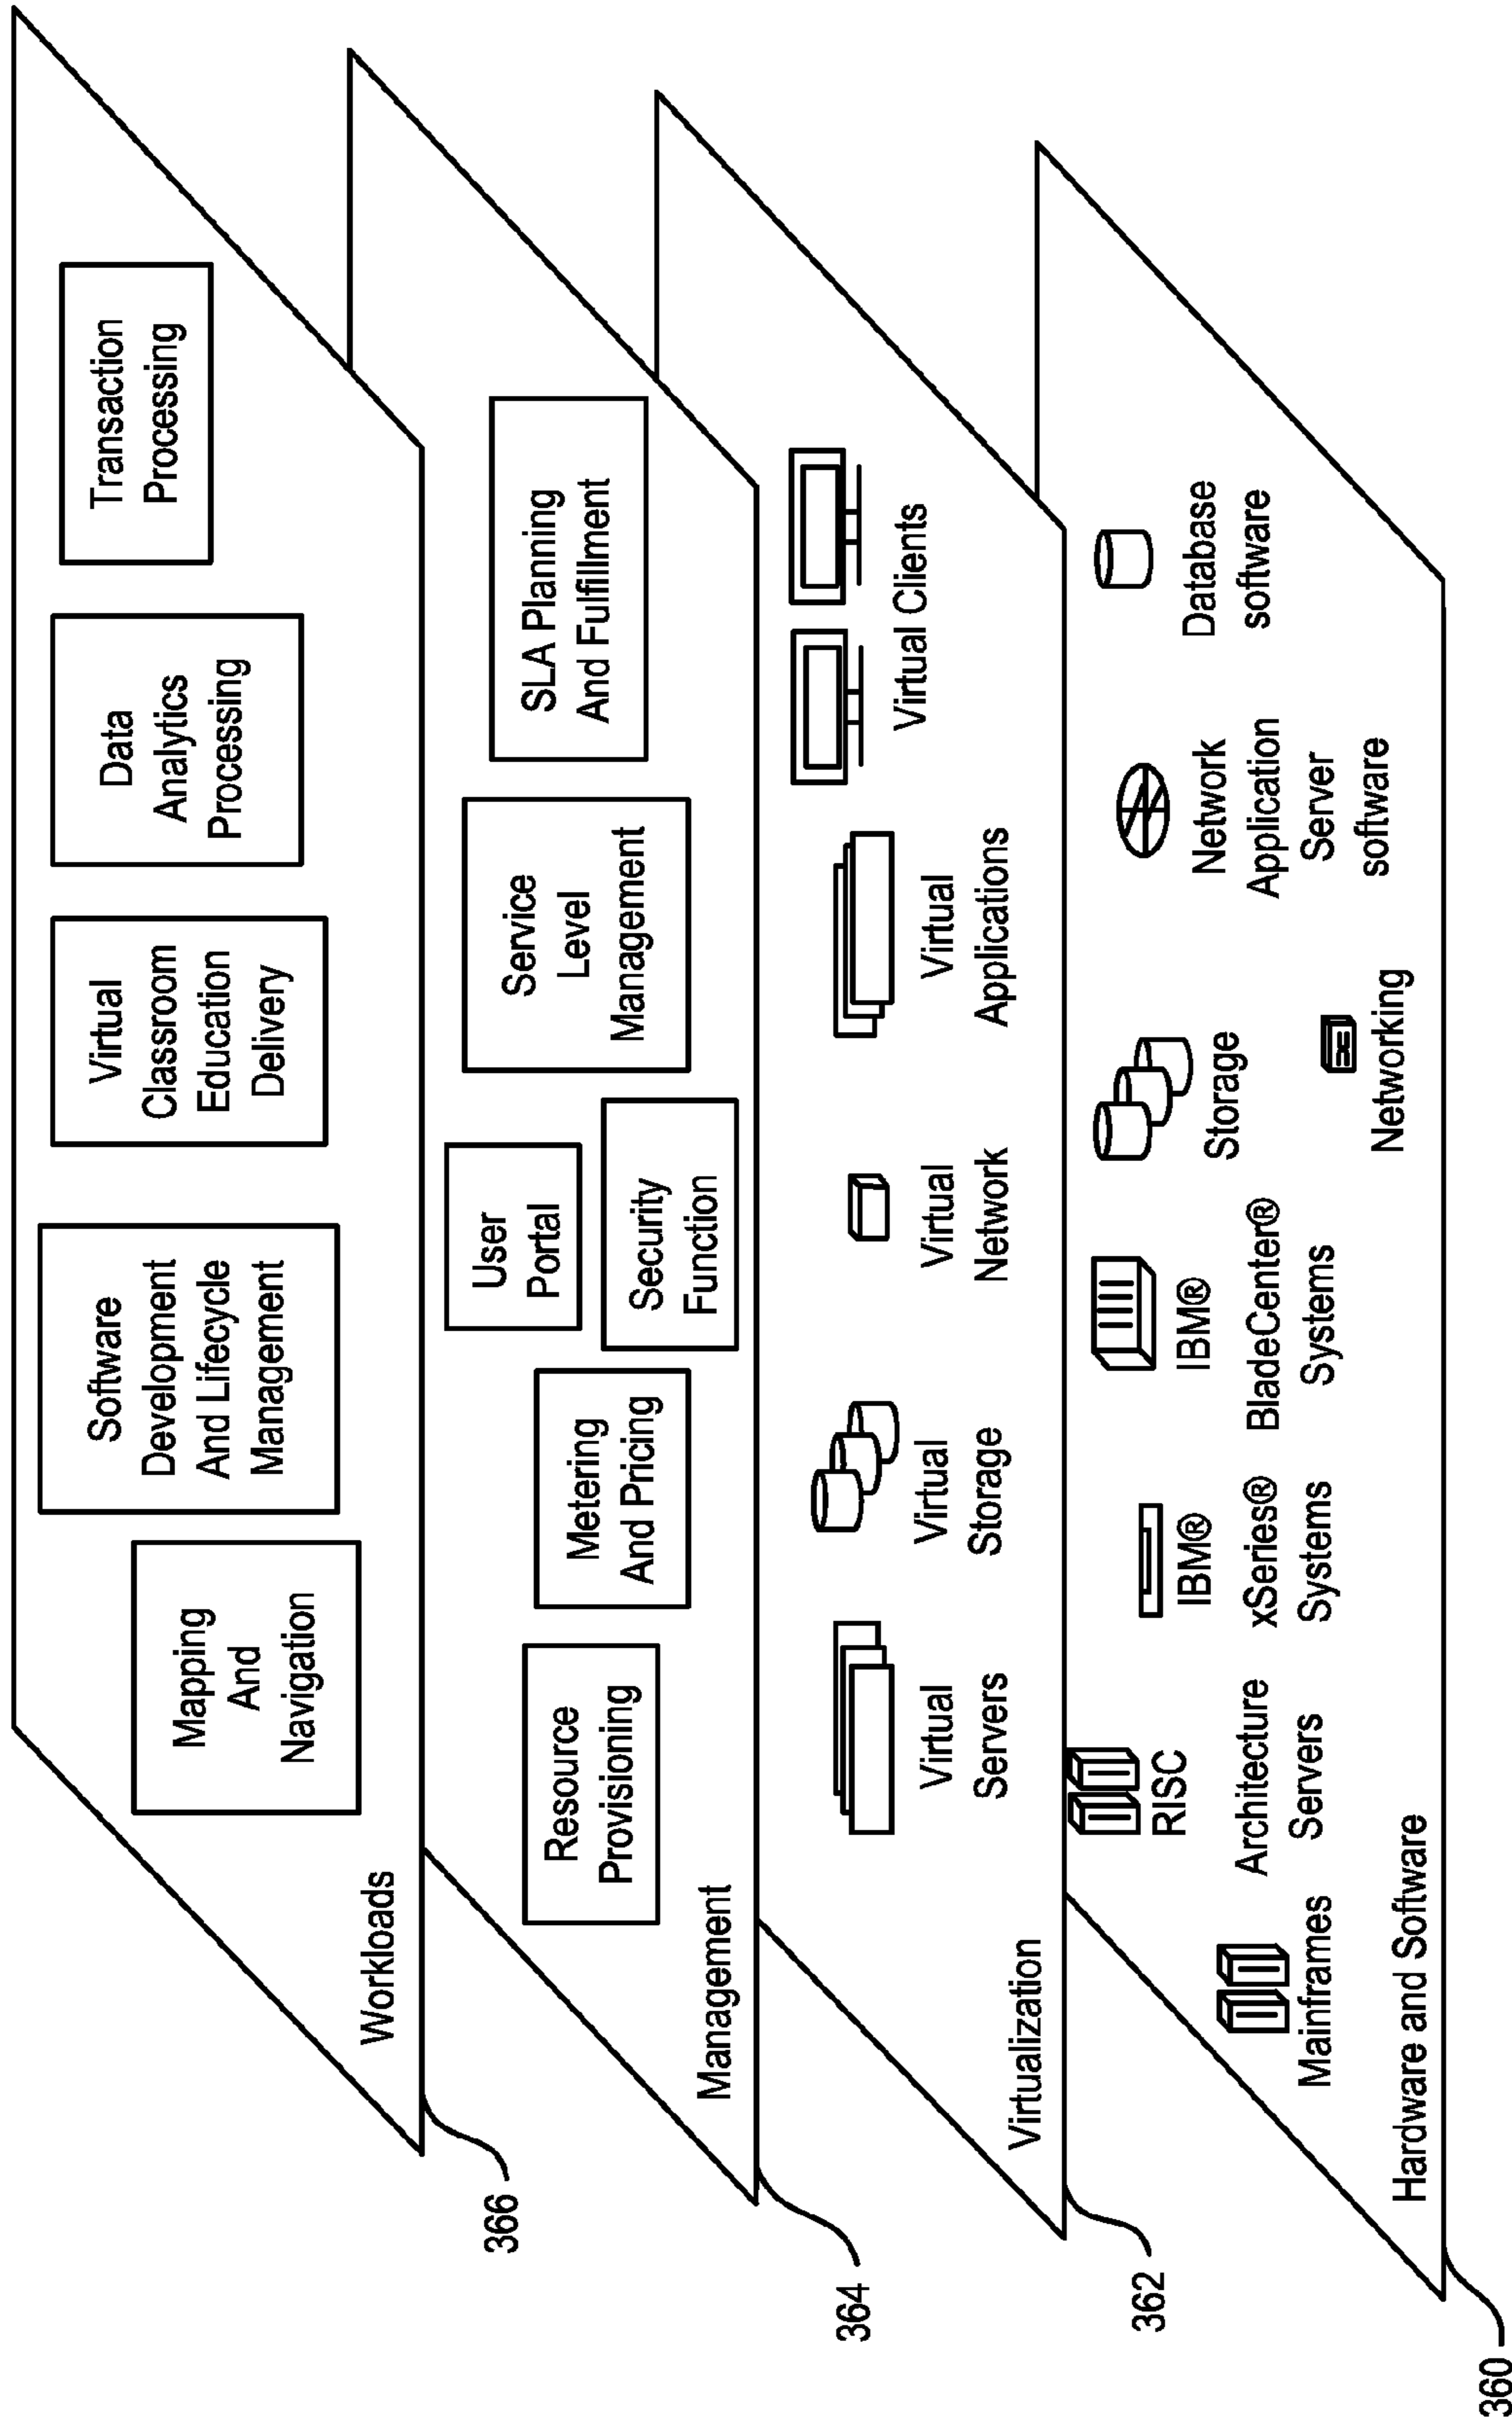 Mapping
And
Navigation
Software
Development
And Lifecycle
Management
Virtual
Classroom
Education
Delivery
Data
Analytics
Processing
Transaction
Processing
Workloads
366
Resource
Provisioning
Metering
And Pricing
User
Portal
Security
Function
Service
Level
Management
SLA Planning
And Fulfillment
Management
364
Virtual
Servers
Virtual
Storage
Virtual
Network
Virtual
Applications
Virtual Clients
Virtualization
362
Mainframes
RISC
Architecture
Servers
IBM®
xSeries®
Systems
IBM®
BladeCenter®
Systems
Storage
Networking
Network
Application
Server
software
Database
software
Hardware and Software
360